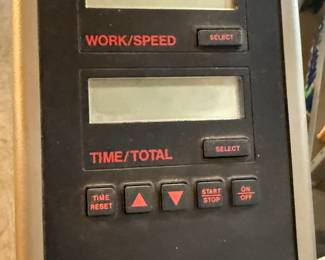 WORK/SPEED
SELECT
TIME/TOTAL
SELECT
TIME
RESET
START
STOP
ON
OFF